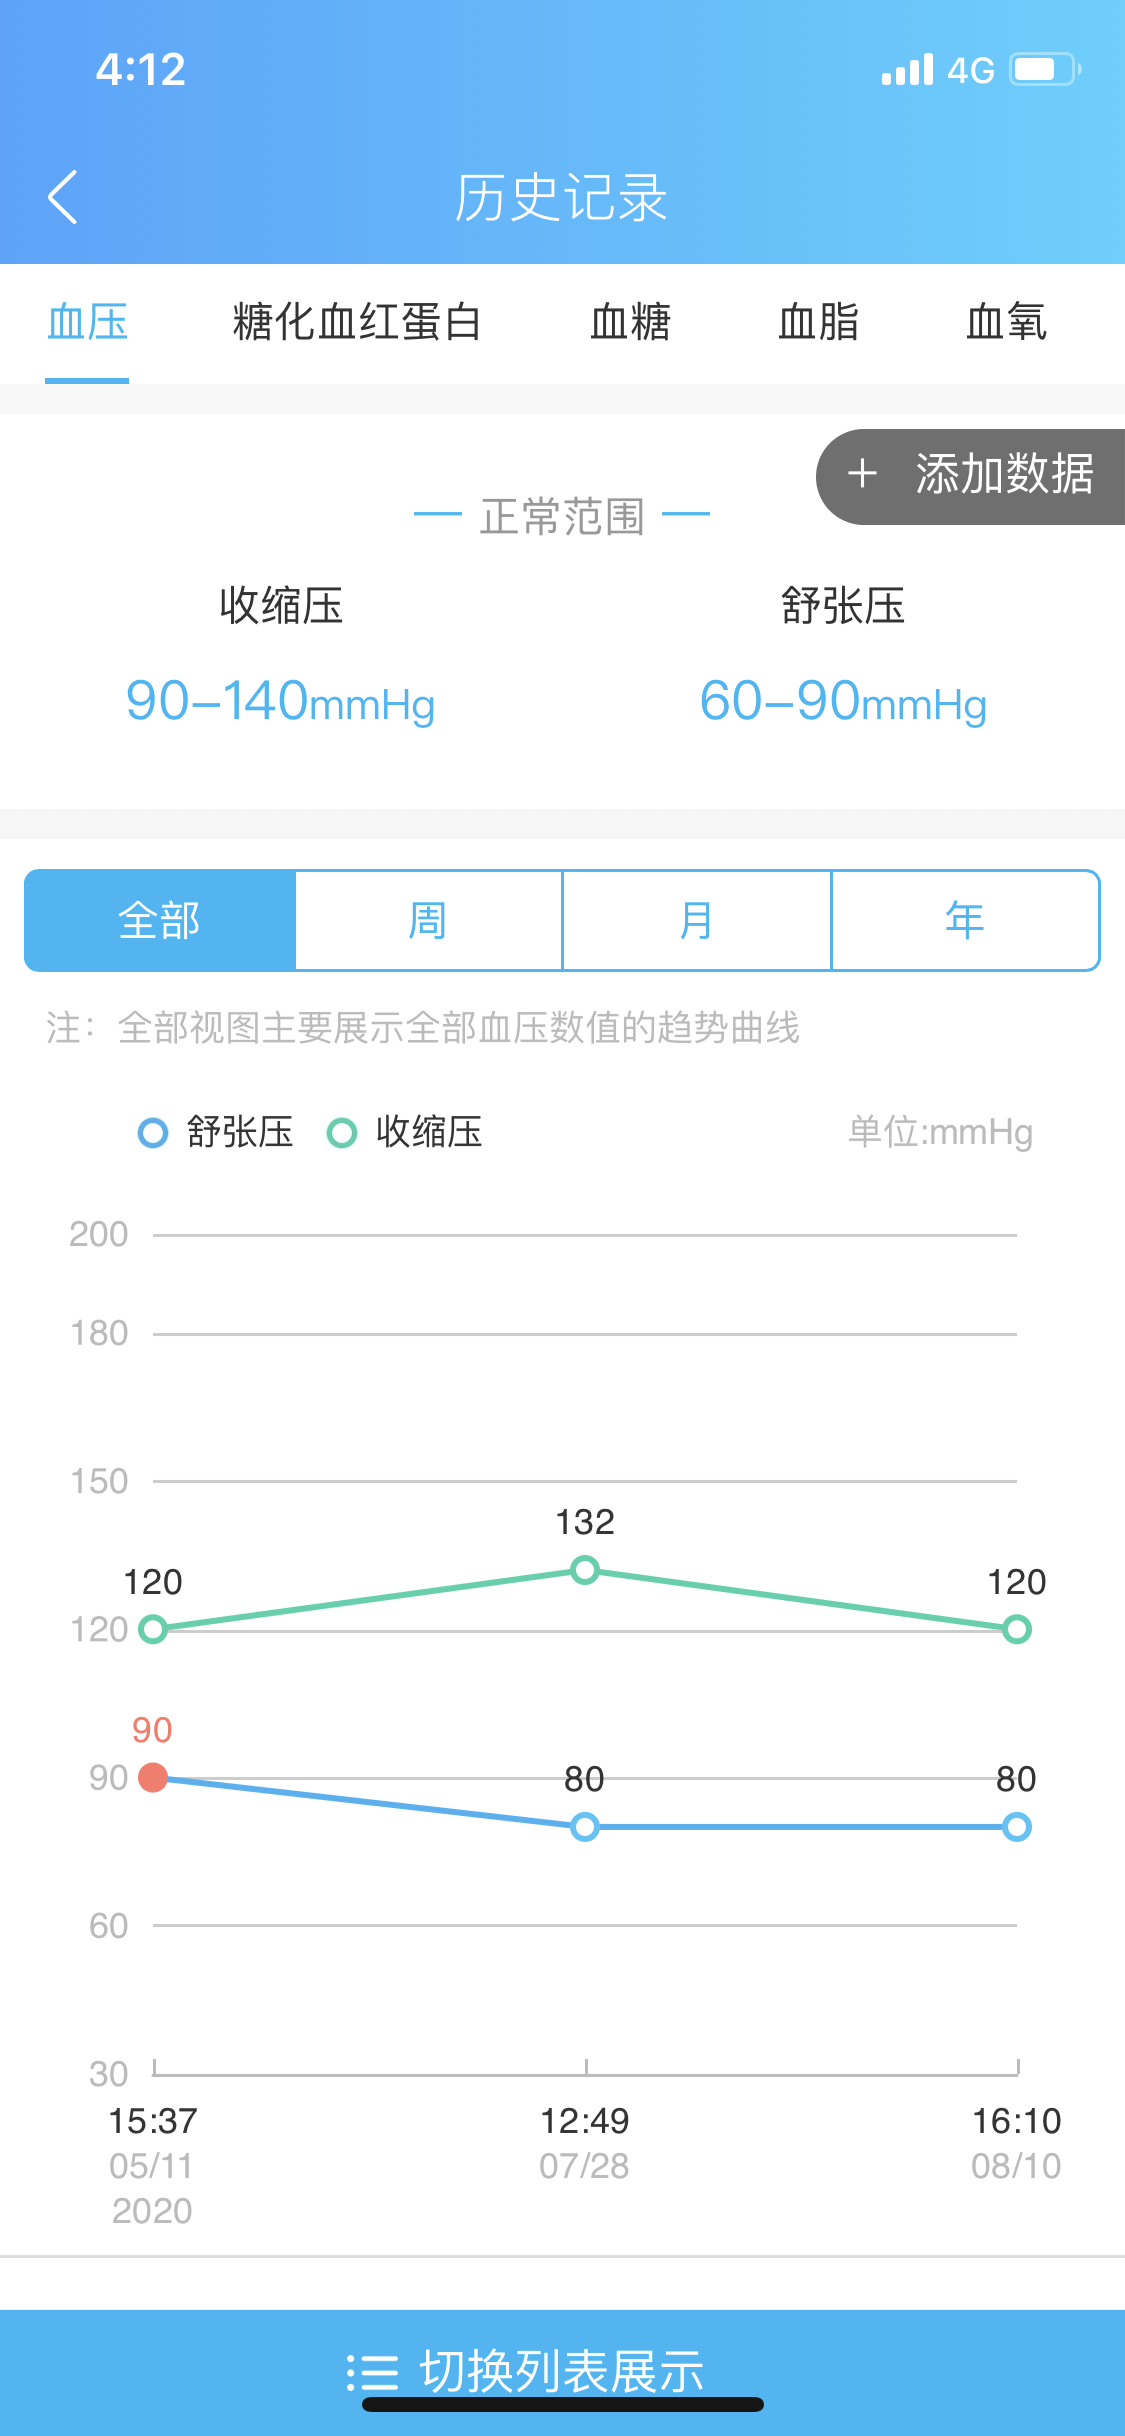 4:12 4G
历史记录
血压 糖化血红蛋白 血糖 血脂 血氧
+ 添加数据
正常范围
收缩压 舒张压
90-140mmHg 60-90mmHg
全部 周 月 年
注：全部视图主要展示全部血压数值的趋势曲线
舒张压 收缩压 单位:mmHg
200
180
150
132
120 120
120
90
90 80 80
60
30
15:37 12:49 16:10
05/11 07/28 08/10
2020
切换列表展示